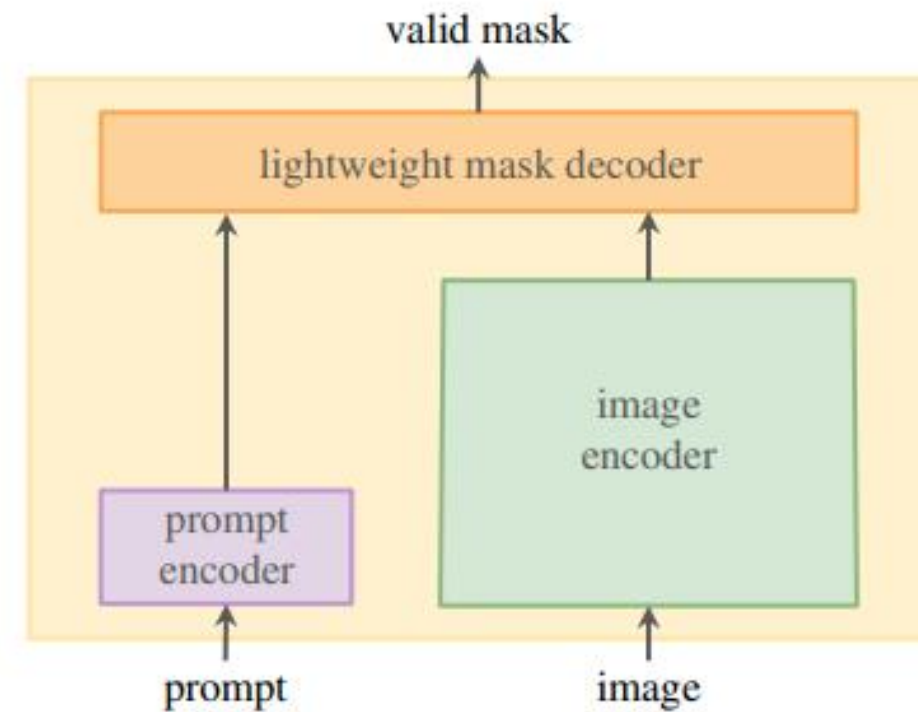 valid mask
lightweight mask decoder
image
encoder
prompt
encoder
prompt
image